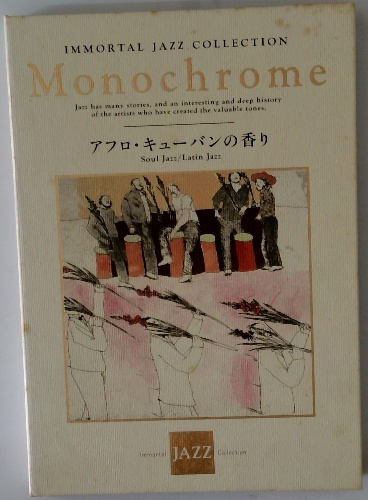 IMMORTAL JAZZ COLLECTION
Monochrome
Jazz has many stories, and an interesting and deep history
of the artists who have created the valuable tones.
アフロ・キューバンの香り
Soul Jazz/Latin Jazz
Immortal JAZZ Collection